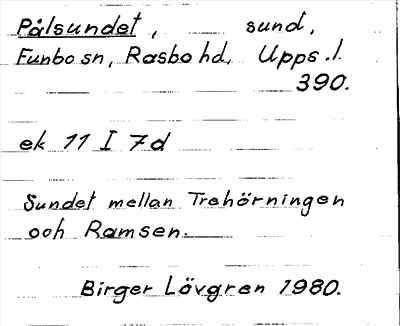 Pålsundet, sund,
Funbo sn, Rasbo hd, Upps. l.
390.
ek 11 I 7d
Sundet mellan Trehörningen
och Ramsen.
Birger Lövgren 1980.